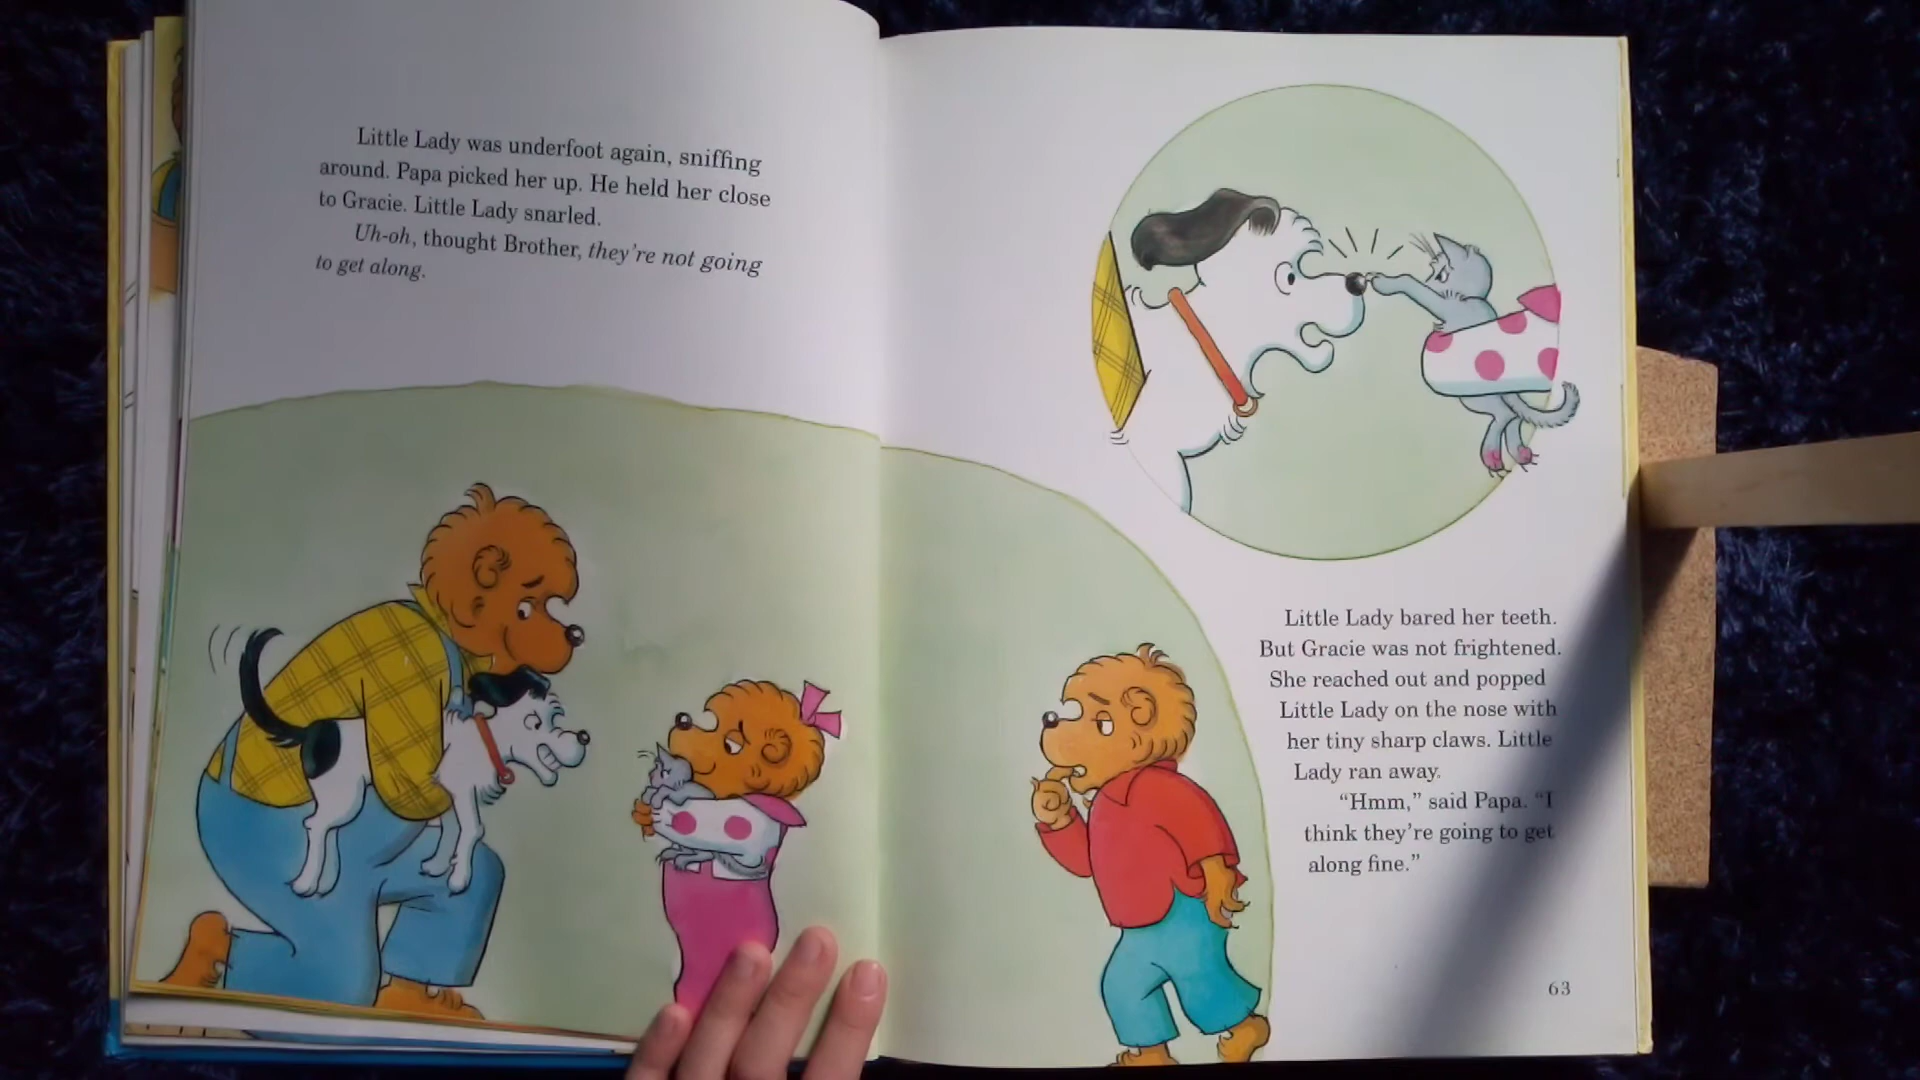 Little Lady was underfoot again, sniffing
around. Papa picked her up. He held her close
to Gracie. Little Lady snarled.
Uh-oh, thought Brother, they're not going
to get along.
Little Lady bared her teeth.
But Gracie was not frightened.
She reached out and popped
Little Lady on the nose with
her tiny sharp claws. Little
Lady ran away.
“Hmm,” said Papa. “I
think they’re going to get
along fine.”
63